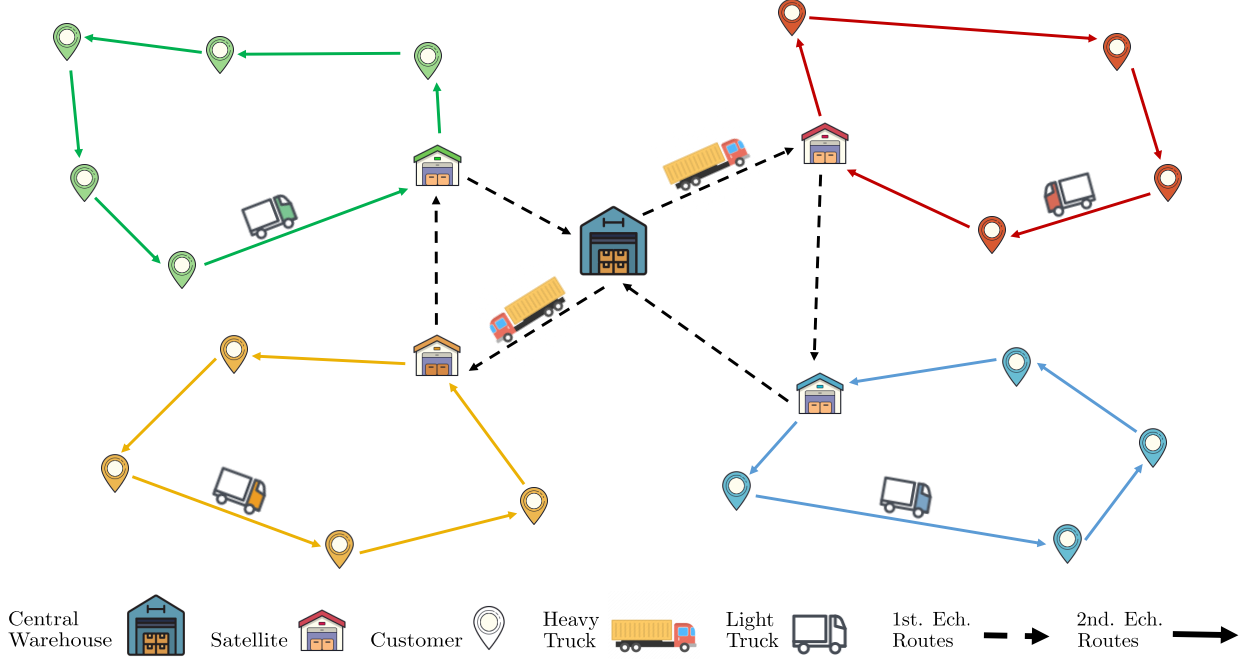 Central
Warehouse
Satellite
Customer
Heavy
Truck
Light
Truck
1st. Ech.
Routes
2nd. Ech.
Routes